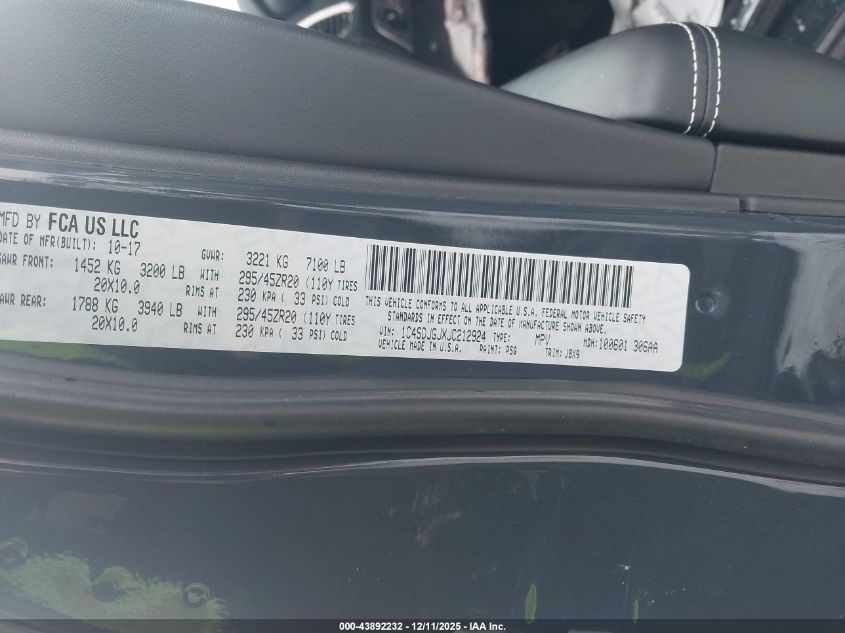 MFD BY FCA US LLC
DATE OF MFR(BUILT): 10-17 GVWR: 3221 KG 7100 LB
GAWR FRONT: 1452 KG 3200 LB WITH 295/45ZR20 (110Y TIRES
20X10.0 RIMS AT 230 KPA ( 33 PSI) COLD
GAWR REAR: 1788 KG 3940 LB WITH 295/45ZR20 (110Y TIRES
20X10.0 RIMS AT 230 KPA ( 33 PSI) COLD
THIS VEHICLE CONFORMS TO ALL APPLICABLE U.S.A. FEDERAL MOTOR VEHICLE SAFETY
STANDARDS IN EFFECT ON THE DATE OF MANUFACTURE SHOWN ABOVE.
VIN: 1C4SDJGJXJC212924 TYPE: MPV MDH: 100601 306AA
VEHICLE MADE IN U.S.A. PAINT: PSQ TRIM: JBX9
000-43892232 - 12/11/2025 - IAA Inc.